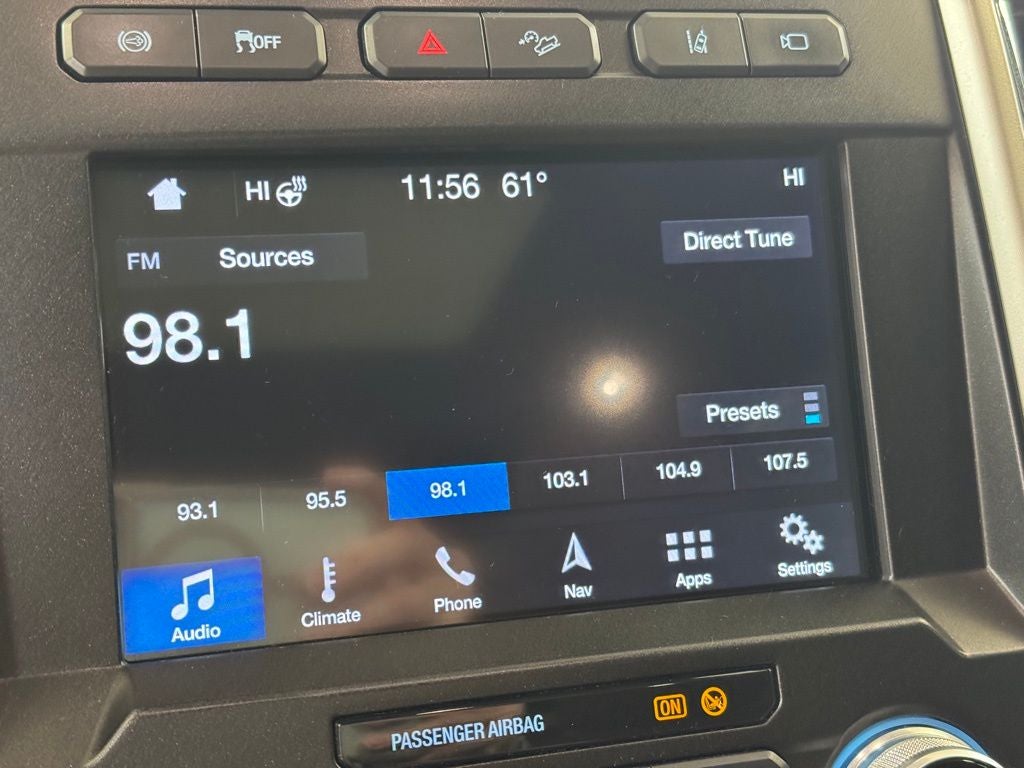 OFF
HI 11:56 61° HI
FM Sources Direct Tune
98.1
Presets
93.1 95.5 98.1 103.1 104.9 107.5
Audio Climate Phone Nav Apps Settings
PASSENGER AIRBAG ON